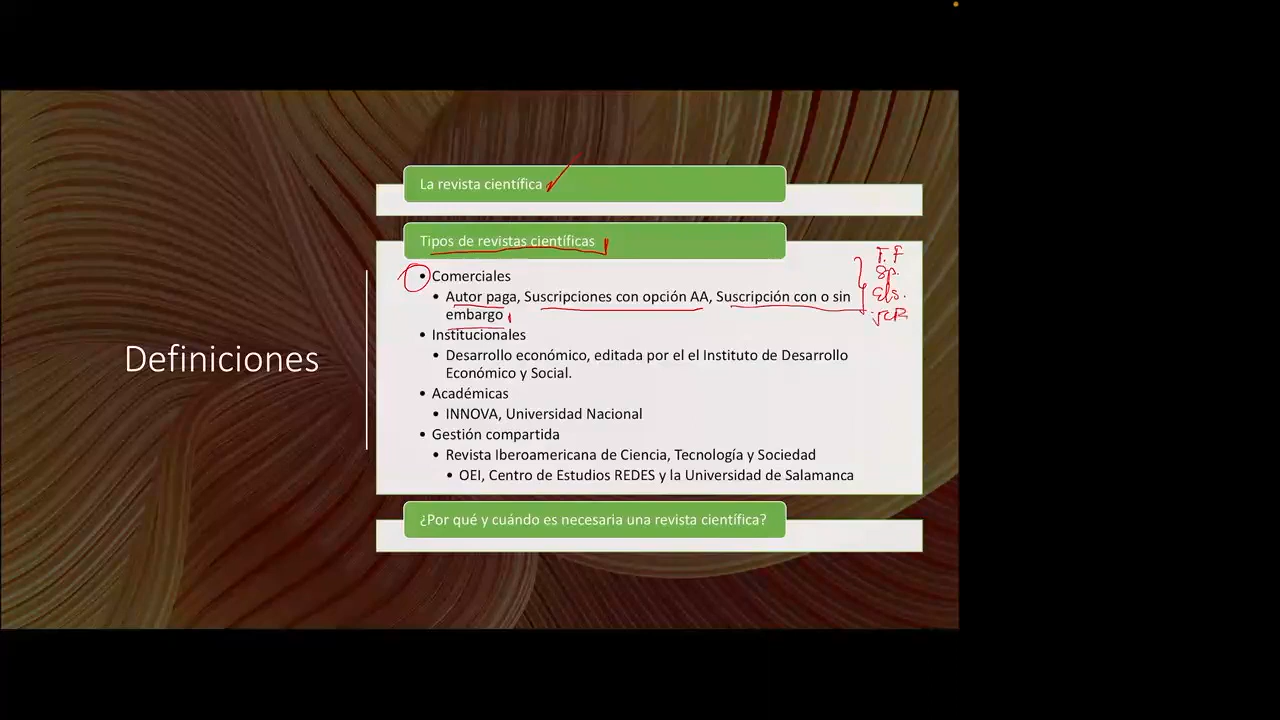 Definiciones
La revista científica
Tipos de revistas científicas
• Comerciales
• Autor paga, Suscripciones con opción AA, Suscripción con o sin
embargo
• Institucionales
• Desarrollo económico, editada por el el Instituto de Desarrollo
Económico y Social.
• Académicas
• INNOVA, Universidad Nacional
• Gestión compartida
• Revista Iberoamericana de Ciencia, Tecnología y Sociedad
• OEI, Centro de Estudios REDES y la Universidad de Salamanca
¿Por qué y cuándo es necesaria una revista científica?
T. F
Sp.
Els.